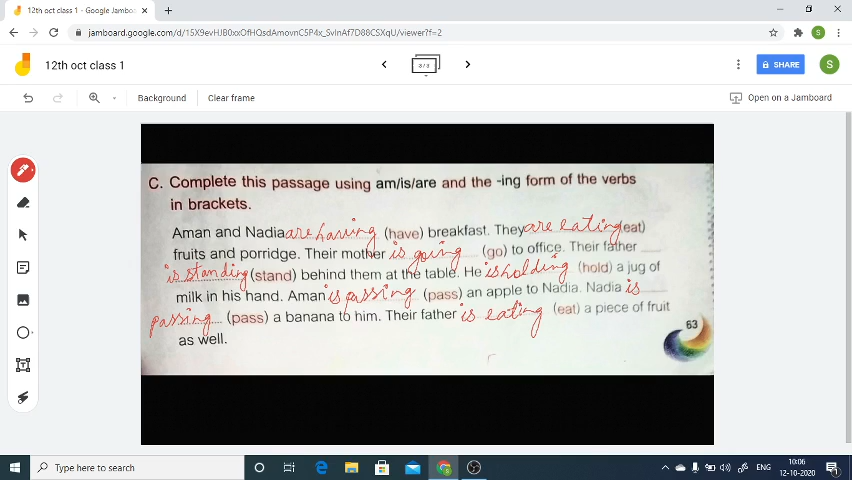 12th oct class 1 - Google Jambo
jamboard.google.com/d/15X9evHJB0xxOfHQsdAmovnC5P4x_SvInAf7D88CSXqU/viewer?f=2
S
12th oct class 1
3/3
SHARE
S
Background
Clear frame
Open on a Jamboard
C. Complete this passage using am/is/are and the -ing form of the verbs
in brackets.
Aman and Nadia are having (have) breakfast. They are eating (eat)
fruits and porridge. Their mother is going (go) to office. Their father
is standing (stand) behind them at the table. He is holding (hold) a jug of
milk in his hand. Aman is passing (pass) an apple to Nadia. Nadia is
passing (pass) a banana to him. Their father is eating (eat) a piece of fruit
as well.
63
Type here to search
ENG
10:06
12-10-2020